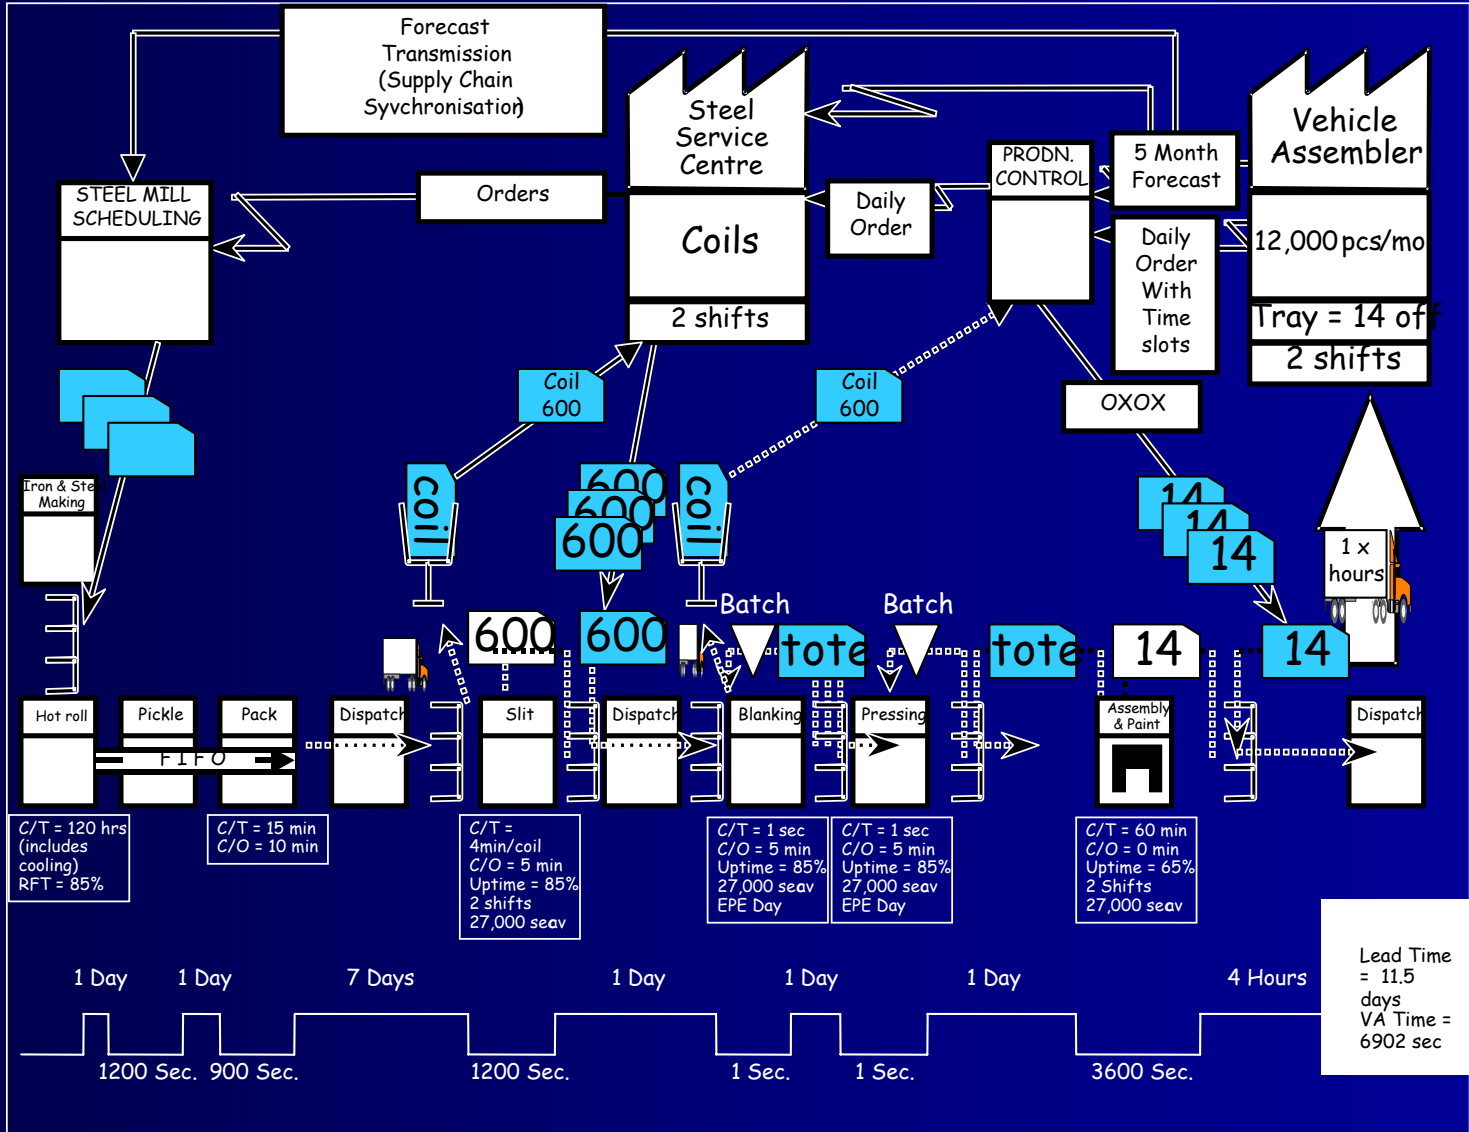 Forecast
Transmission
(Supply Chain
Syvchronisation)
Steel
Service
Centre
Coils
2 shifts
PRODN.
CONTROL
5 Month
Forecast
Vehicle
Assembler
12,000 pcs/mo
Tray = 14 off
2 shifts
STEEL MILL
SCHEDULING
Orders
Daily
Order
Daily
Order
With
Time
slots
Coil
600
Coil
600
OXOX
Iron & Steel
Making
coil
600
600
600
coil
14
14
14
1 x
hours
Batch
Batch
600
600
tote
tote
14
14
Hot roll
Pickle
Pack
Dispatch
Slit
Dispatch
Blanking
Pressing
Assembly
& Paint
Dispatch
F I F O
C/T = 120 hrs
(includes
cooling)
RFT = 85%
C/T = 15 min
C/O = 10 min
C/T =
4min/coil
C/O = 5 min
Uptime = 85%
2 shifts
27,000 seav
C/T = 1 sec
C/O = 5 min
Uptime = 85%
27,000 seav
EPE Day
C/T = 1 sec
C/O = 5 min
Uptime = 85%
27,000 seav
EPE Day
C/T = 60 min
C/O = 0 min
Uptime = 65%
2 Shifts
27,000 seav
1 Day
1 Day
7 Days
1 Day
1 Day
1 Day
4 Hours
1200 Sec.
900 Sec.
1200 Sec.
1 Sec.
1 Sec.
3600 Sec.
Lead Time
= 11.5
days
VA Time =
6902 sec